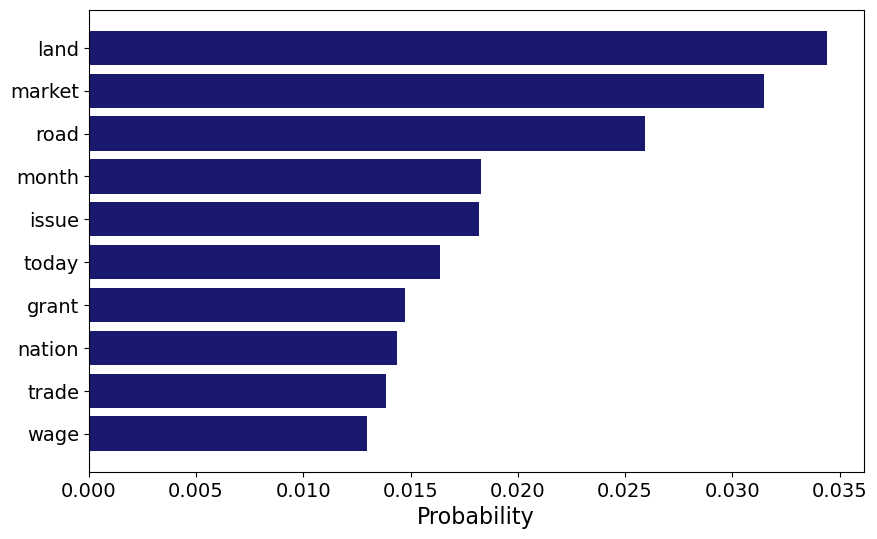 land
market
road
month
issue
today
grant
nation
trade
wage
0.000 0.005 0.010 0.015 0.020 0.025 0.030 0.035
Probability